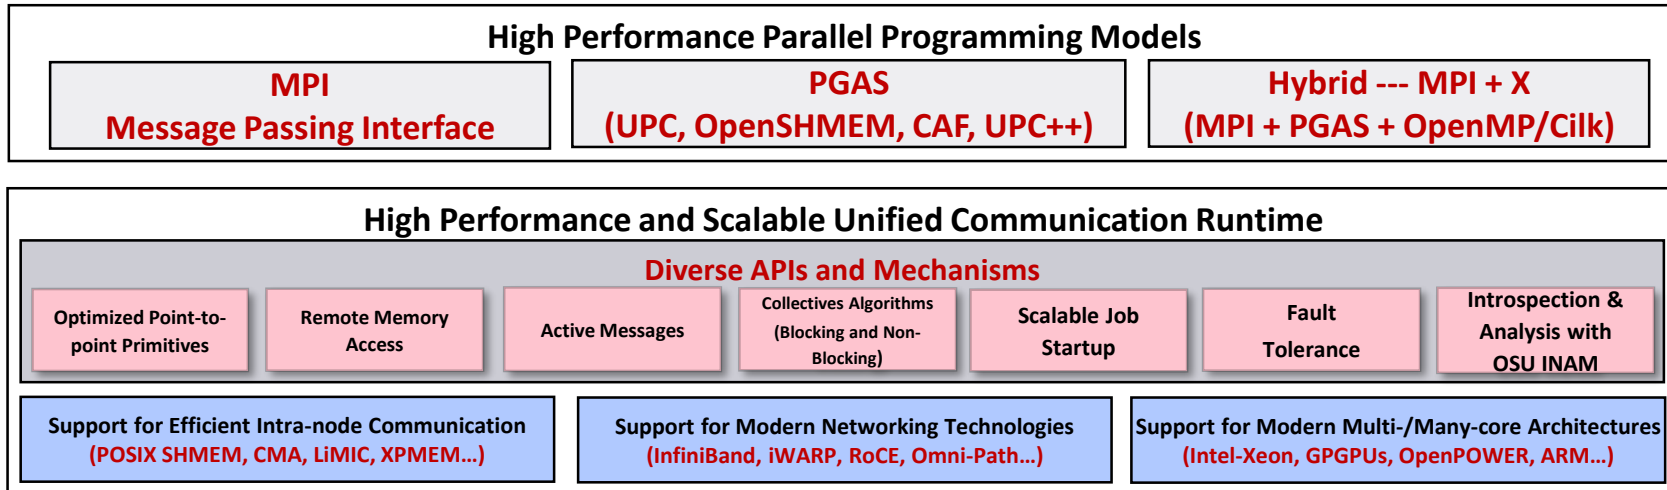 High Performance Parallel Programming Models
MPI
Message Passing Interface
PGAS
(UPC, OpenSHMEM, CAF, UPC++)
Hybrid --- MPI + X
(MPI + PGAS + OpenMP/Cilk)
High Performance and Scalable Unified Communication Runtime
Diverse APIs and Mechanisms
Optimized Point-to-
point Primitives
Remote Memory
Access
Active Messages
Collectives Algorithms
(Blocking and Non-
Blocking)
Scalable Job
Startup
Fault
Tolerance
Introspection &
Analysis with
OSU INAM
Support for Efficient Intra-node Communication
(POSIX SHMEM, CMA, LiMIC, XPMEM...)
Support for Modern Networking Technologies
(InfiniBand, iWARP, RoCE, Omni-Path...)
Support for Modern Multi-/Many-core Architectures
(Intel-Xeon, GPGPUs, OpenPOWER, ARM...)